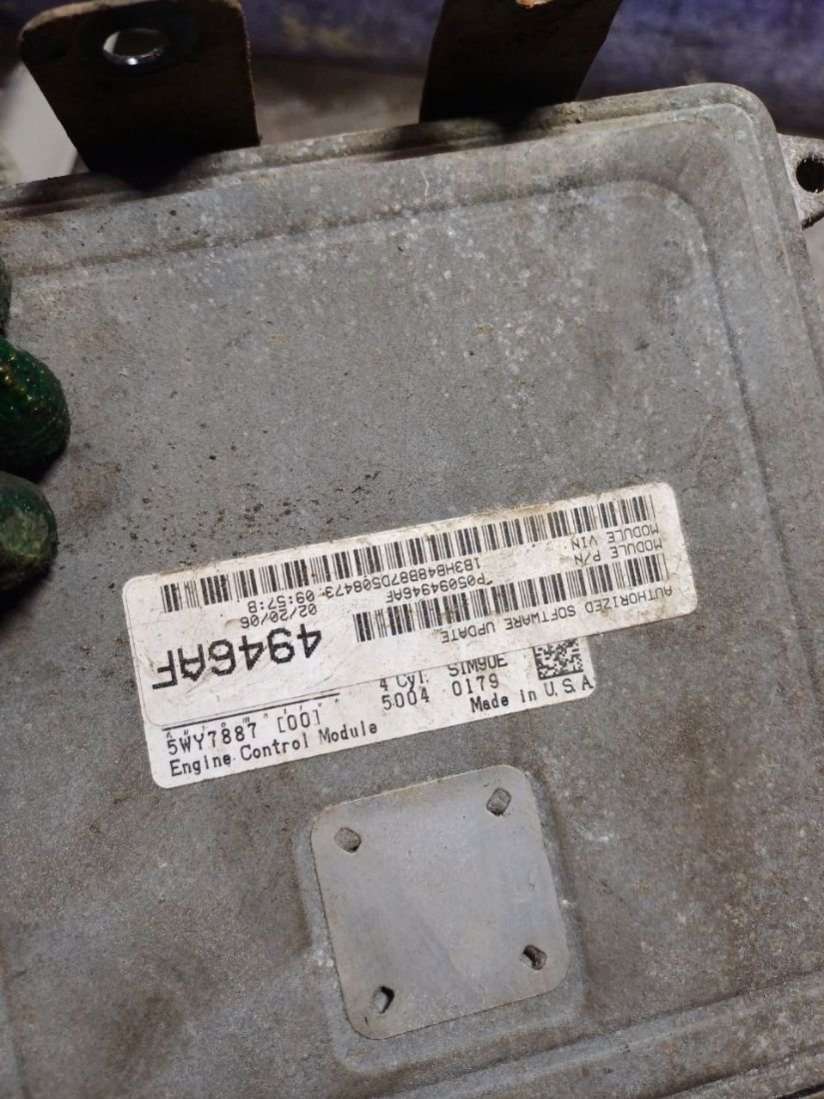 AUTHORIZED SOFTWARE UPDATE
MODULE P/N
P05094946AF
MODULE VIN
1B3HB48B87D508473
4946AF
02/20/06
09:57:B
4 Cyl. SIM90E
5WY7887 [00]
5004 0179
Engine Control Module
Made in U.S.A